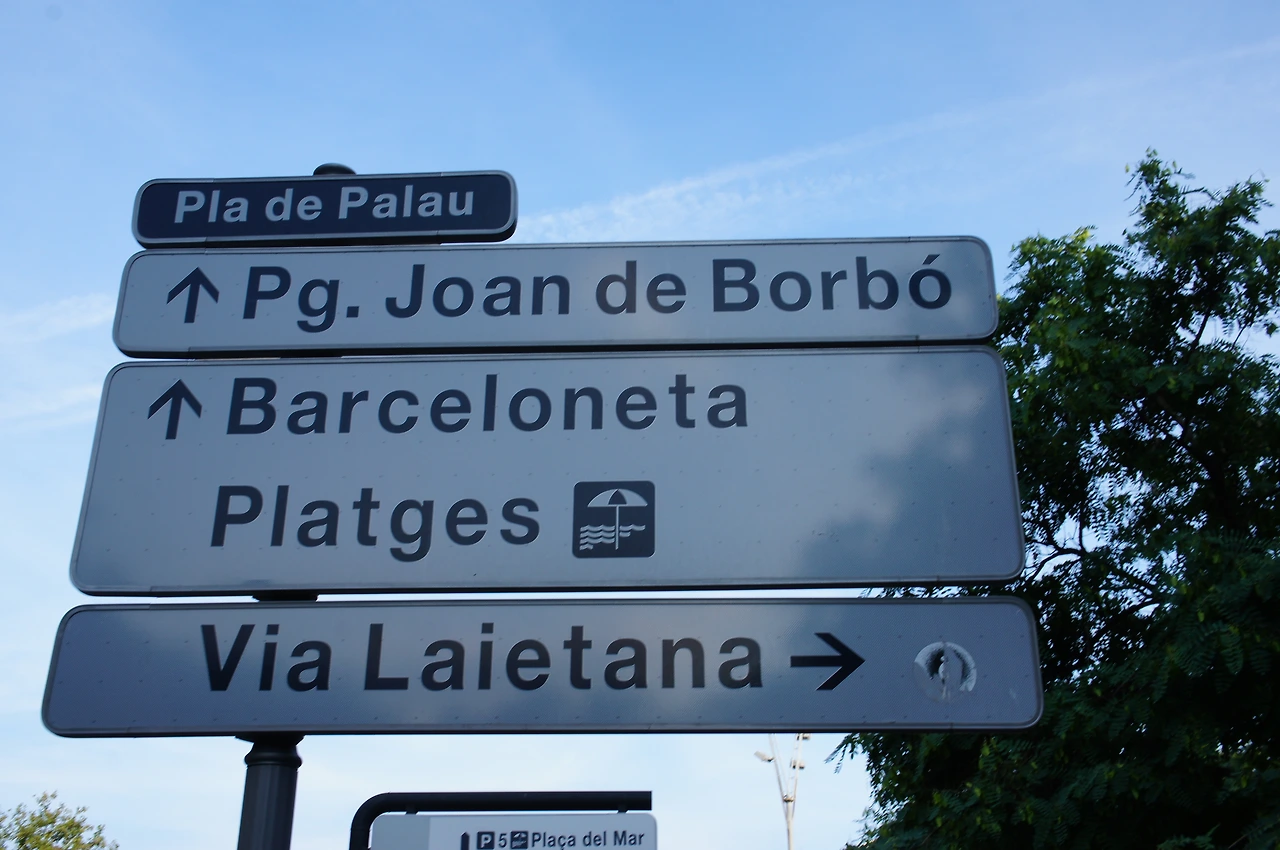 Pla de Palau
Pg. Joan de Borbó
Barceloneta
Platges
Via Laietana
P 5 Plaça del Mar